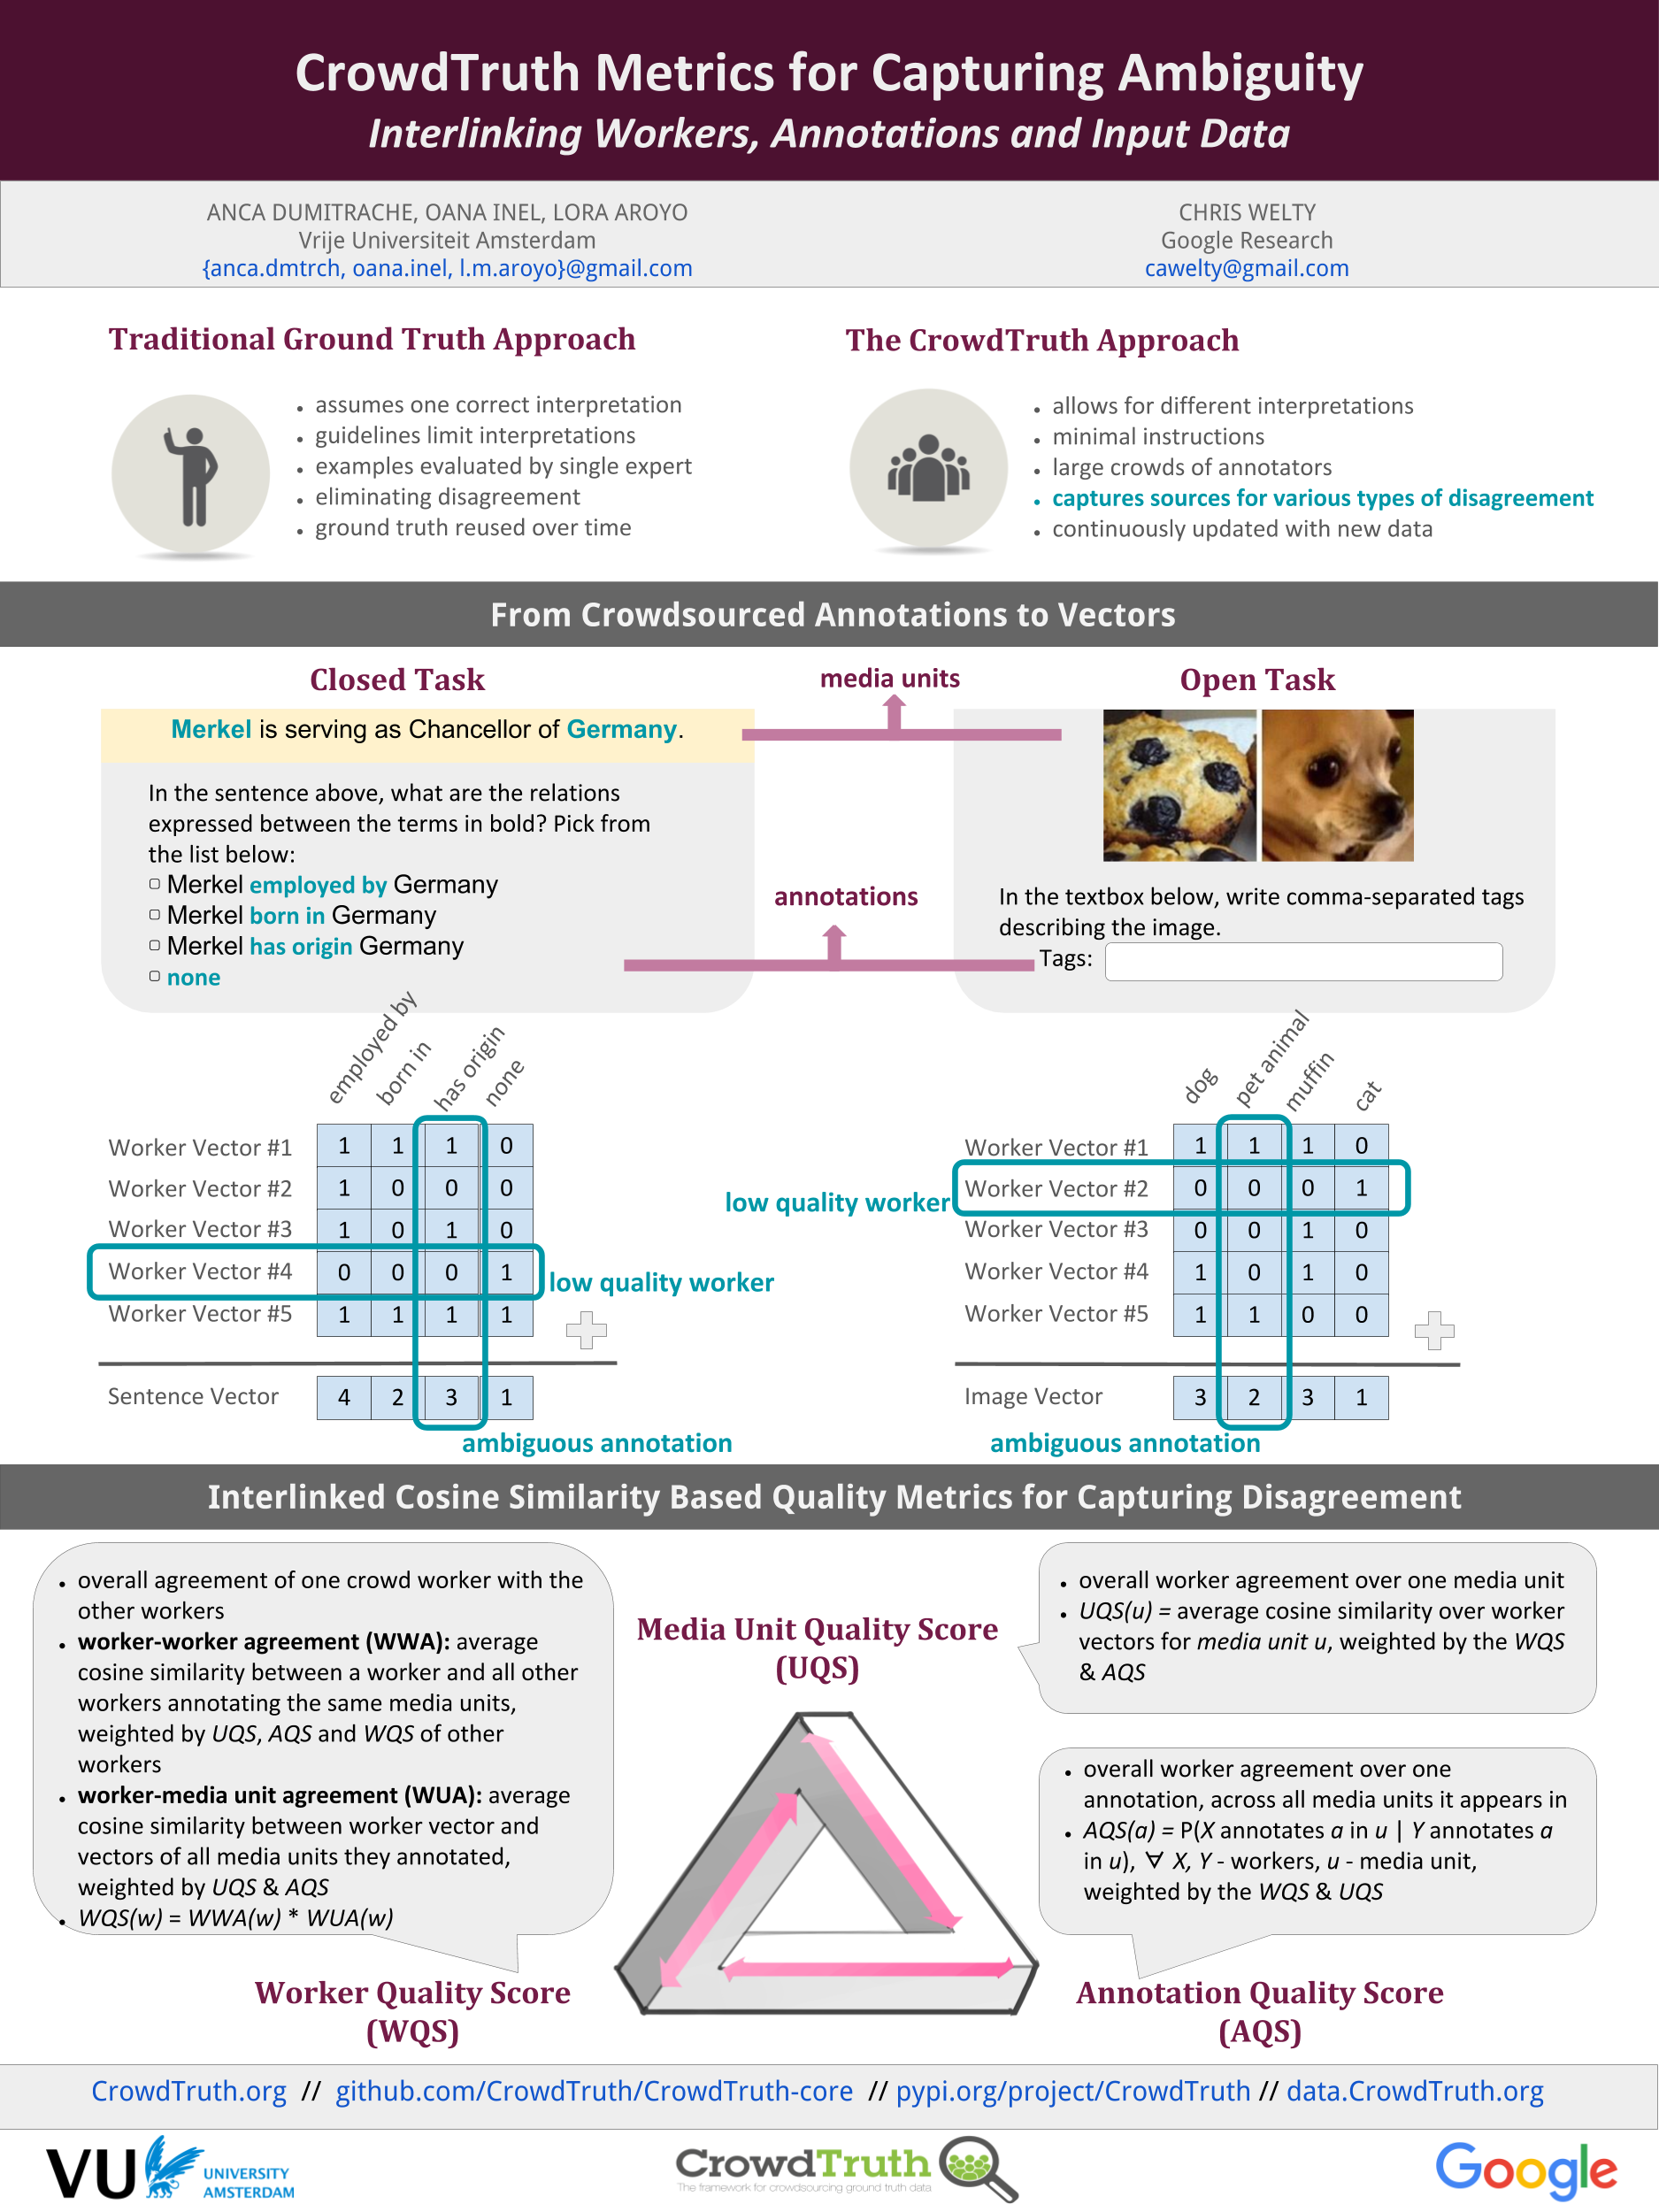 CrowdTruth Metrics for Capturing Ambiguity
Interlinking Workers, Annotations and Input Data
ANCA DUMITRACHE, OANA INEL, LORA AROYO
Vrije Universiteit Amsterdam
{anca.dmtrch, oana.inel, l.m.aroyo}@gmail.com
CHRIS WELTY
Google Research
cawelty@gmail.com
Traditional Ground Truth Approach
• assumes one correct interpretation
• guidelines limit interpretations
• examples evaluated by single expert
• eliminating disagreement
• ground truth reused over time
The CrowdTruth Approach
• allows for different interpretations
• minimal instructions
• large crowds of annotators
• captures sources for various types of disagreement
• continuously updated with new data
From Crowdsourced Annotations to Vectors
Closed Task
Merkel is serving as Chancellor of Germany.
In the sentence above, what are the relations
expressed between the terms in bold? Pick from
the list below:
Merkel employed by Germany
Merkel born in Germany
Merkel has origin Germany
none
media units
annotations
Open Task
In the textbox below, write comma-separated tags
describing the image.
Tags:
employed by born in has origin none
Worker Vector #1 1 1 1 0
Worker Vector #2 1 0 0 0
Worker Vector #3 1 0 1 0
Worker Vector #4 0 0 0 1
low quality worker
Worker Vector #5 1 1 1 1
Sentence Vector 4 2 3 1
ambiguous annotation
dog pet animal muffin cat
Worker Vector #1 1 1 1 0
low quality worker
Worker Vector #2 0 0 0 1
Worker Vector #3 0 0 1 0
Worker Vector #4 1 0 1 0
Worker Vector #5 1 1 0 0
Image Vector 3 2 3 1
ambiguous annotation
Interlinked Cosine Similarity Based Quality Metrics for Capturing Disagreement
• overall agreement of one crowd worker with the
other workers
• worker-worker agreement (WWA): average
cosine similarity between a worker and all other
workers annotating the same media units,
weighted by UQS, AQS and WQS of other
workers
• worker-media unit agreement (WUA): average
cosine similarity between worker vector and
vectors of all media units they annotated,
weighted by UQS & AQS
• WQS(w) = WWA(w) * WUA(w)
Worker Quality Score
(WQS)
Media Unit Quality Score
(UQS)
• overall worker agreement over one media unit
• UQS(u) = average cosine similarity over worker
vectors for media unit u, weighted by the WQS
& AQS
• overall worker agreement over one
annotation, across all media units it appears in
• AQS(a) = P(X annotates a in u | Y annotates a
in u), ∀ X, Y - workers, u - media unit,
weighted by the WQS & UQS
Annotation Quality Score
(AQS)
CrowdTruth.org // github.com/CrowdTruth/CrowdTruth-core // pypi.org/project/CrowdTruth // data.CrowdTruth.org
VU UNIVERSITY
AMSTERDAM
CrowdTruth
The framework for crowdsourcing ground truth data
Google